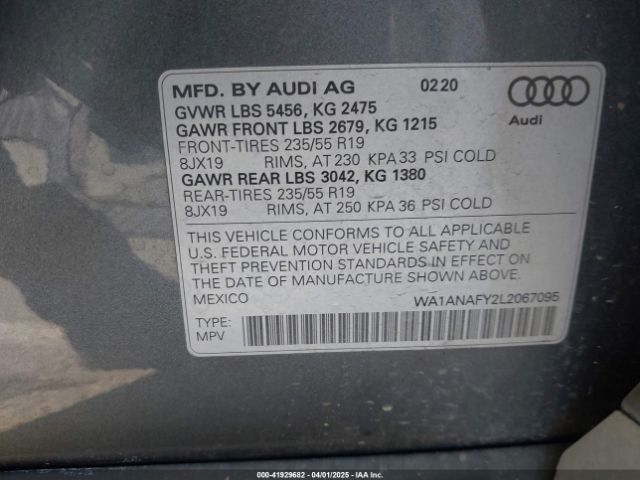 MFD. BY AUDI AG 02 20
GVWR LBS 5456, KG 2475
GAWR FRONT LBS 2679, KG 1215
FRONT-TIRES 235/55 R19
8JX19 RIMS, AT 230 KPA 33 PSI COLD
GAWR REAR LBS 3042, KG 1380
REAR-TIRES 235/55 R19
8JX19 RIMS, AT 250 KPA 36 PSI COLD
Audi
THIS VEHICLE CONFORMS TO ALL APPLICABLE
U.S. FEDERAL MOTOR VEHICLE SAFETY AND
THEFT PREVENTION STANDARDS IN EFFECT ON
THE DATE OF MANUFACTURE SHOWN ABOVE.
MEXICO WA1ANAFY2L2067095
TYPE:
MPV
000-41929682 - 04/01/2025 - iaai.com